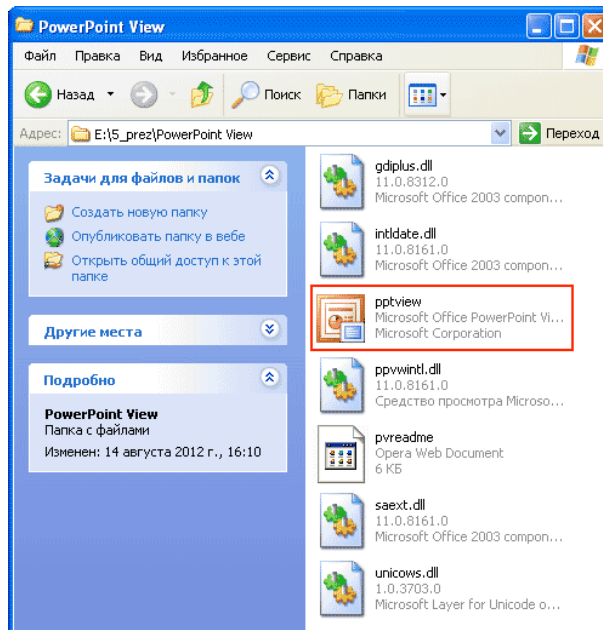 PowerPoint View
Файл Правка Вид Избранное Сервис Справка
Назад Поиск Папки
Адрес: E:\5_prez\PowerPoint View Переход
Задачи для файлов и папок
Создать новую папку
Опубликовать папку в вебе
Открыть общий доступ к этой
папке
Другие места
Подробно
PowerPoint View
Папка с файлами
Изменен: 14 августа 2012 г., 16:10
gdiplus.dll
11.0.8312.0
Microsoft Office 2003 compon...
intldate.dll
11.0.8161.0
Microsoft Office 2003 compon...
pptview
Microsoft Office PowerPoint Vi...
Microsoft Corporation
ppvwintl.dll
11.0.8161.0
Средство просмотра Microso...
pvreadme
Opera Web Document
6 КБ
saext.dll
11.0.8161.0
Microsoft Office 2003 compon...
unicows.dll
1.0.3703.0
Microsoft Layer for Unicode o...